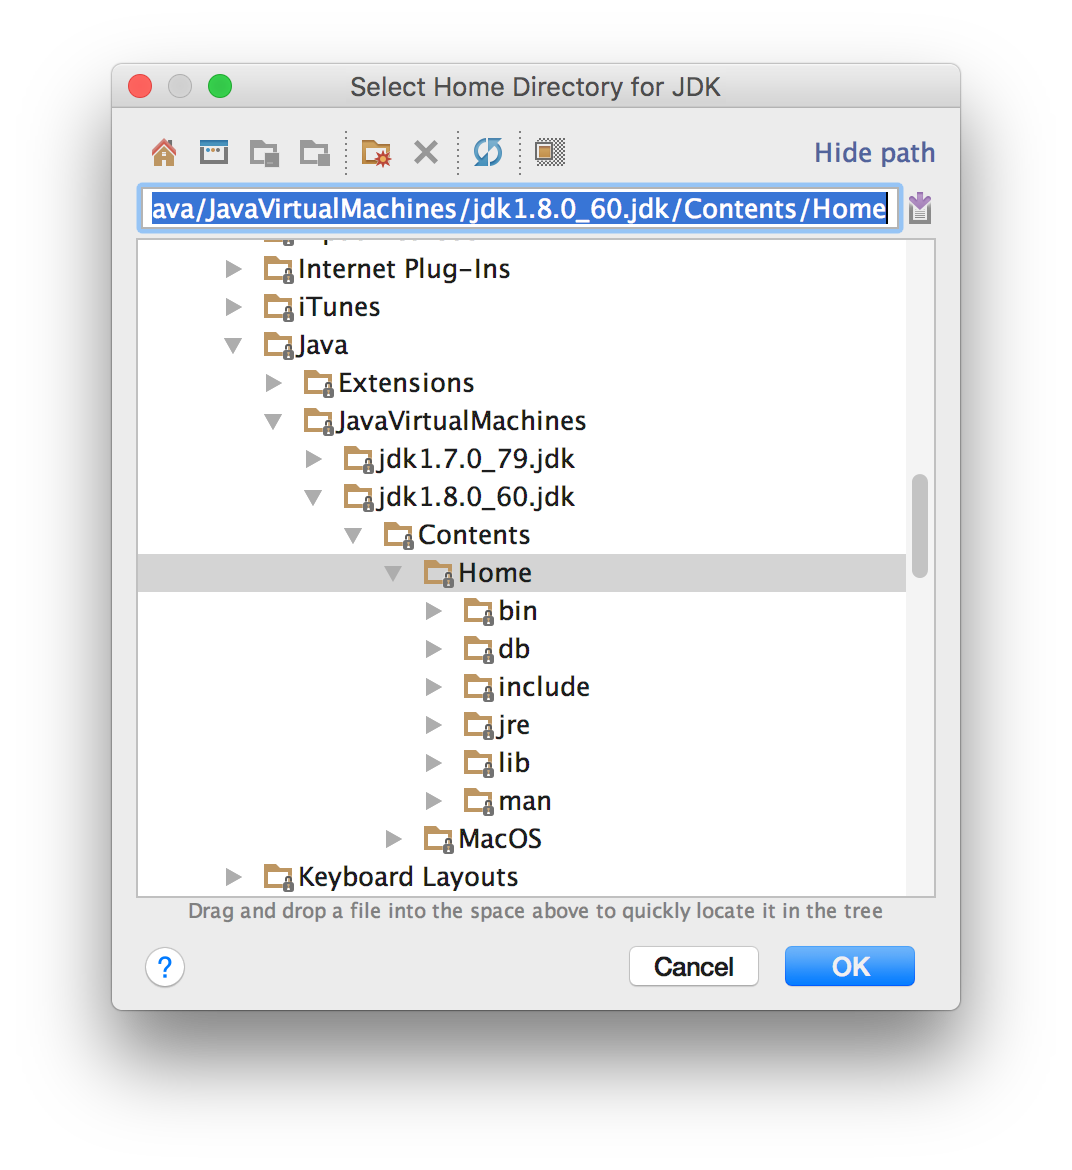 Select Home Directory for JDK
Hide path
ava/JavaVirtualMachines/jdk1.8.0_60.jdk/Contents/Home
Internet Plug-Ins
iTunes
Java
Extensions
JavaVirtualMachines
jdk1.7.0_79.jdk
jdk1.8.0_60.jdk
Contents
Home
bin
db
include
jre
lib
man
MacOS
Keyboard Layouts
Drag and drop a file into the space above to quickly locate it in the tree
?
Cancel
OK